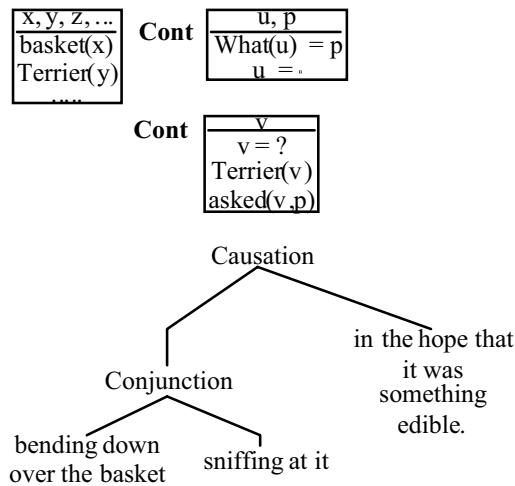 x, y, z, ..
basket(x)
Terrier(y)
.....
Cont
u, p
What(u) = p
u =
Cont
v
v = ?
Terrier(v)
asked(v,p)
Causation
in the hope that
it was
something
edible.
Conjunction
bending down
over the basket
sniffing at it